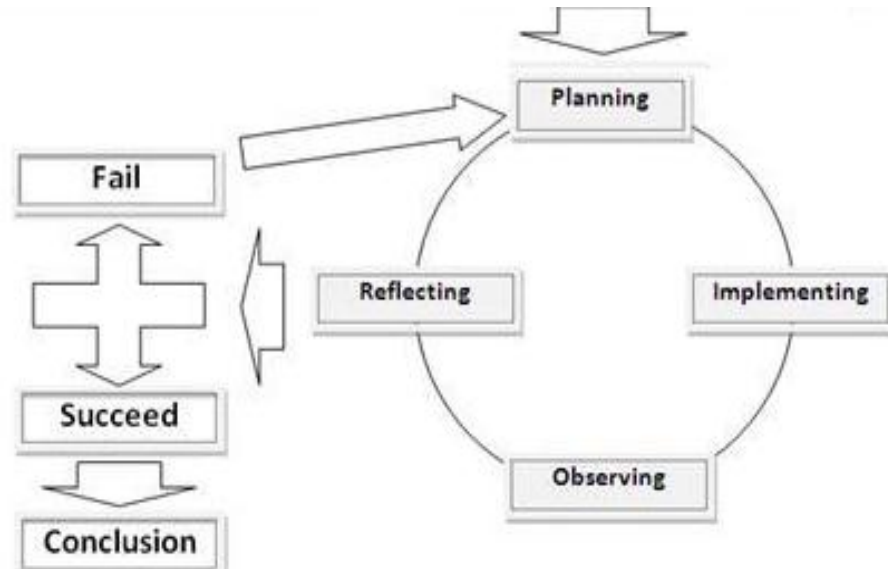 Planning
Fail
Reflecting
Implementing
Succeed
Observing
Conclusion